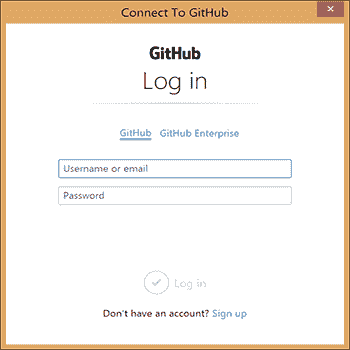 Connect To GitHub
GitHub
Log in
GitHub GitHub Enterprise
Username or email
Password
Log in
Don't have an account? Sign up